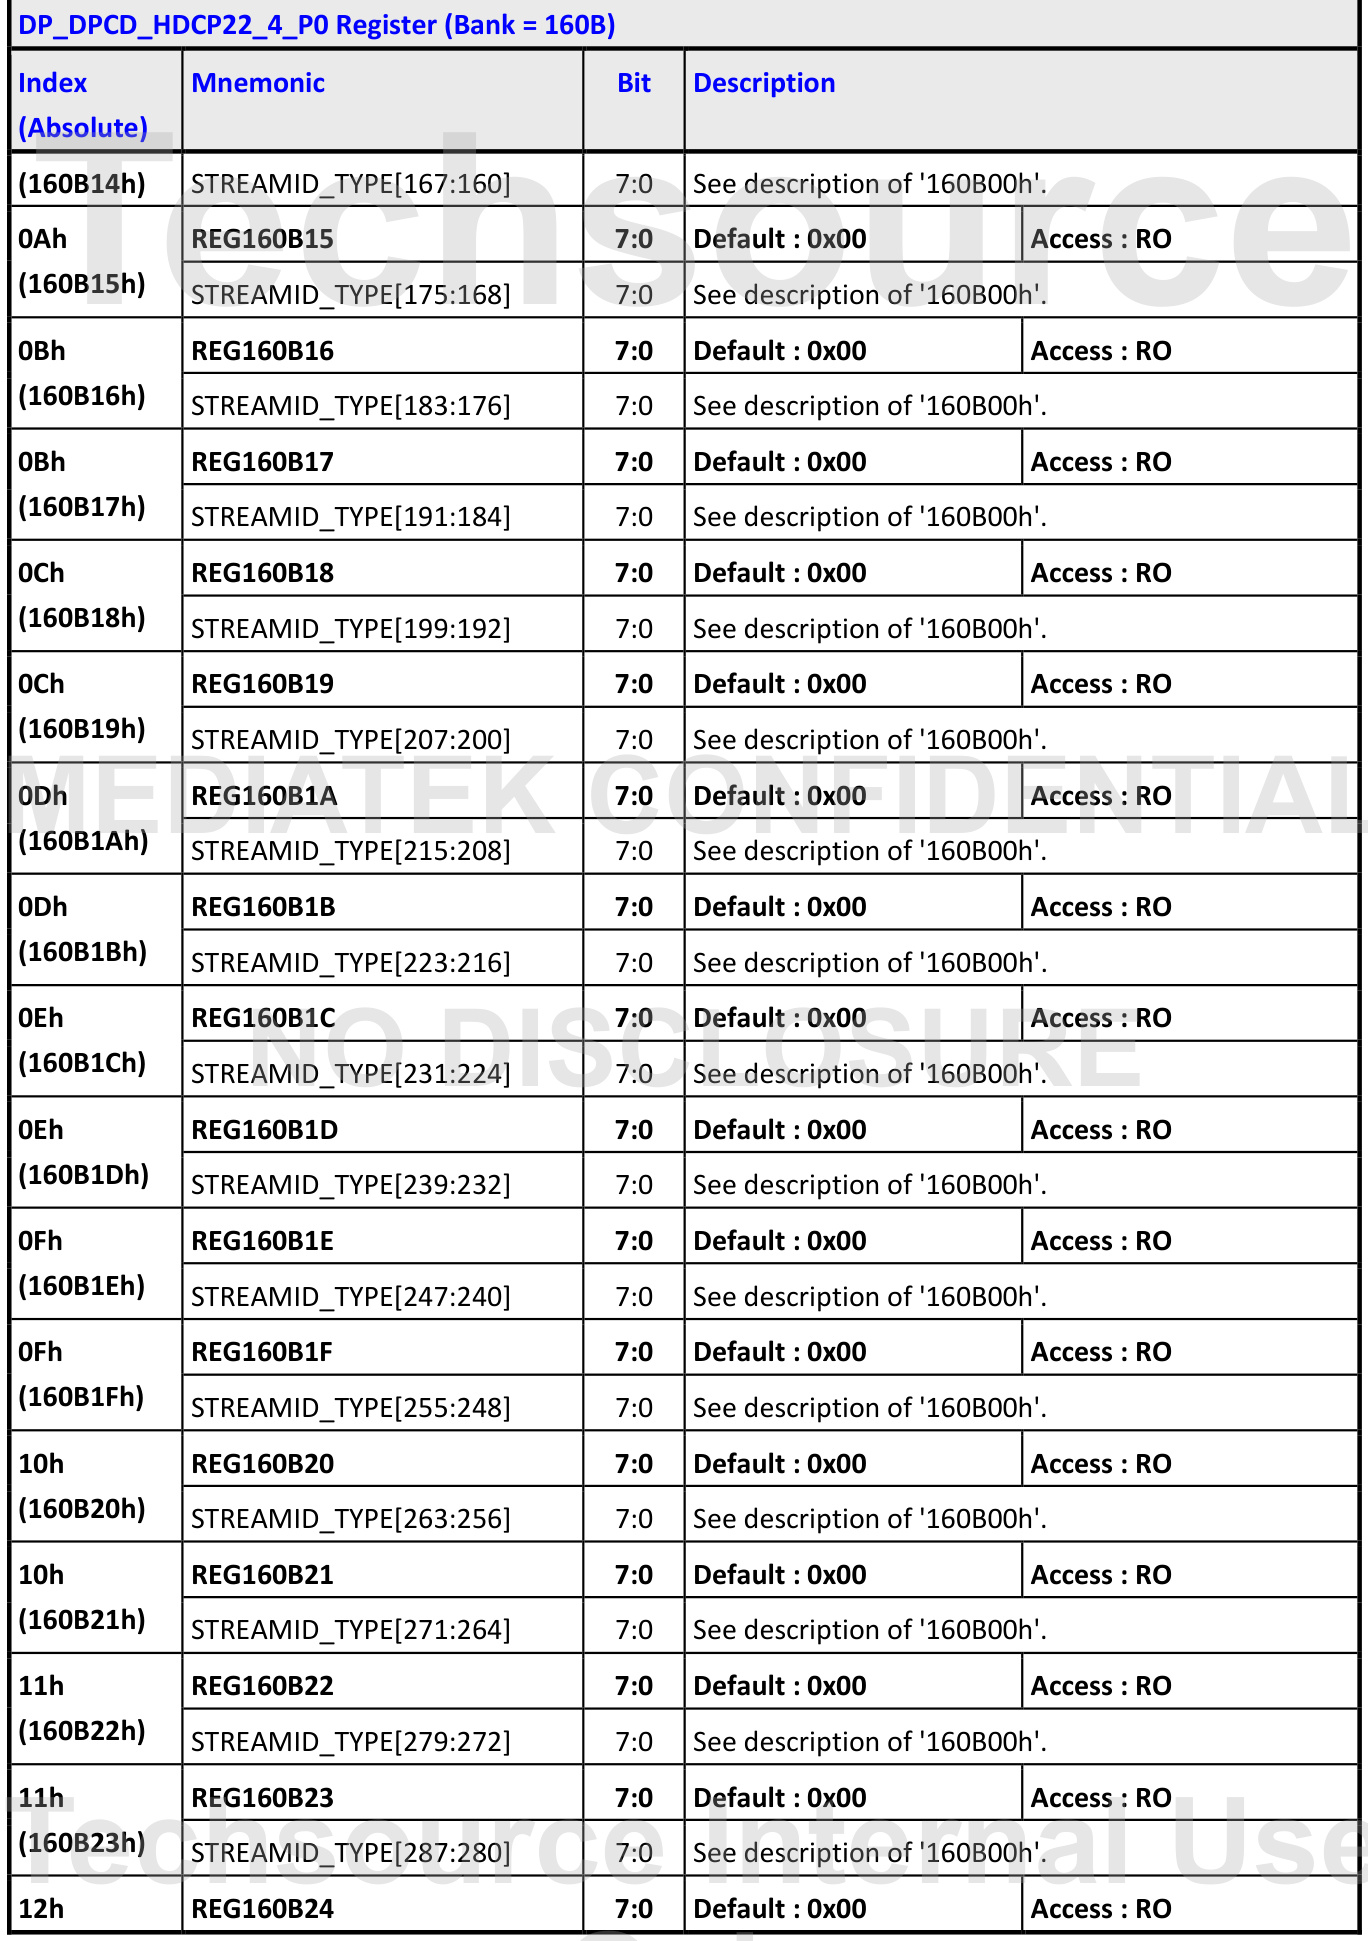 DP_DPCD_HDCP22_4_P0 Register (Bank = 160B)
Index (Absolute) Mnemonic Bit Description
(160B14h) STREAMID_TYPE[167:160] 7:0 See description of '160B00h'.
Techsource
0Ah REG160B15 7:0 Default : 0x00 Access : RO
(160B15h) STREAMID_TYPE[175:168] 7:0 See description of '160B00h'.
0Bh REG160B16 7:0 Default : 0x00 Access : RO
(160B16h) STREAMID_TYPE[183:176] 7:0 See description of '160B00h'.
0Bh REG160B17 7:0 Default : 0x00 Access : RO
(160B17h) STREAMID_TYPE[191:184] 7:0 See description of '160B00h'.
0Ch REG160B18 7:0 Default : 0x00 Access : RO
(160B18h) STREAMID_TYPE[199:192] 7:0 See description of '160B00h'.
0Ch REG160B19 7:0 Default : 0x00 Access : RO
(160B19h) STREAMID_TYPE[207:200] 7:0 See description of '160B00h'.
MEDIATEK CONFIDENTIAL
0Dh REG160B1A 7:0 Default : 0x00 Access : RO
(160B1Ah) STREAMID_TYPE[215:208] 7:0 See description of '160B00h'.
0Dh REG160B1B 7:0 Default : 0x00 Access : RO
(160B1Bh) STREAMID_TYPE[223:216] 7:0 See description of '160B00h'.
0Eh REG160B1C 7:0 Default : 0x00 Access : RO
NO DISCLOSURE
(160B1Ch) STREAMID_TYPE[231:224] 7:0 See description of '160B00h'.
0Eh REG160B1D 7:0 Default : 0x00 Access : RO
(160B1Dh) STREAMID_TYPE[239:232] 7:0 See description of '160B00h'.
0Fh REG160B1E 7:0 Default : 0x00 Access : RO
(160B1Eh) STREAMID_TYPE[247:240] 7:0 See description of '160B00h'.
0Fh REG160B1F 7:0 Default : 0x00 Access : RO
(160B1Fh) STREAMID_TYPE[255:248] 7:0 See description of '160B00h'.
10h REG160B20 7:0 Default : 0x00 Access : RO
(160B20h) STREAMID_TYPE[263:256] 7:0 See description of '160B00h'.
10h REG160B21 7:0 Default : 0x00 Access : RO
(160B21h) STREAMID_TYPE[271:264] 7:0 See description of '160B00h'.
11h REG160B22 7:0 Default : 0x00 Access : RO
(160B22h) STREAMID_TYPE[279:272] 7:0 See description of '160B00h'.
11h REG160B23 7:0 Default : 0x00 Access : RO
(160B23h) STREAMID_TYPE[287:280] 7:0 See description of '160B00h'.
Techsource Internal Use
12h REG160B24 7:0 Default : 0x00 Access : RO